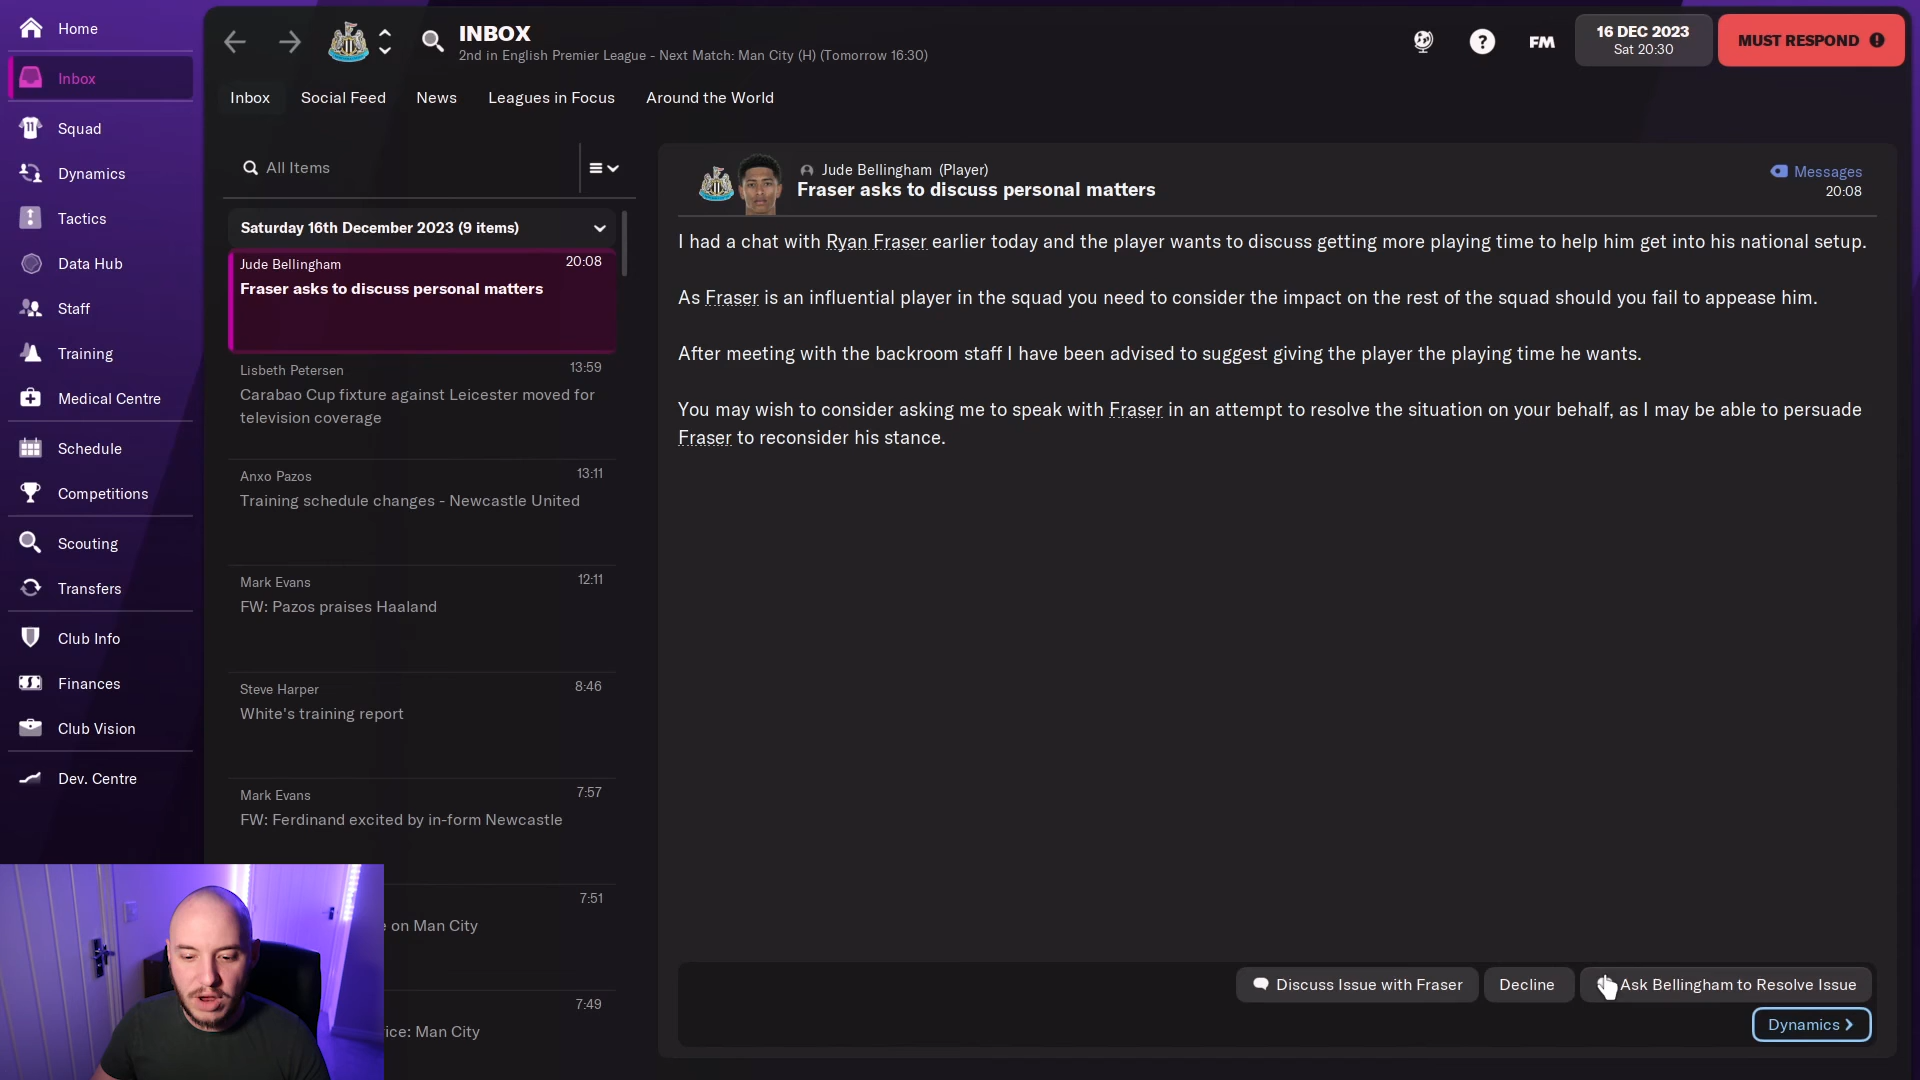 Home
Inbox
Squad
Dynamics
Tactics
Data Hub
Staff
Training
Medical Centre
Schedule
Competitions
Scouting
Transfers
Club Info
Finances
Club Vision
Dev. Centre
INBOX
2nd in English Premier League - Next Match: Man City (H) (Tomorrow 16:30)
FM
16 DEC 2023
Sat 20:30
MUST RESPOND
Inbox Social Feed News Leagues in Focus Around the World
All Items
Saturday 16th December 2023 (9 items)
Jude Bellingham 20:08
Fraser asks to discuss personal matters
Lisbeth Petersen 13:59
Carabao Cup fixture against Leicester moved for
television coverage
Anxo Pazos 13:11
Training schedule changes - Newcastle United
Mark Evans 12:11
FW: Pazos praises Haaland
Steve Harper 8:46
White's training report
Mark Evans 7:57
FW: Ferdinand excited by in-form Newcastle
7:51
on Man City
7:49
ice: Man City
Jude Bellingham (Player)
Fraser asks to discuss personal matters
Messages
20:08
I had a chat with Ryan Fraser earlier today and the player wants to discuss getting more playing time to help him get into his national setup.
As Fraser is an influential player in the squad you need to consider the impact on the rest of the squad should you fail to appease him.
After meeting with the backroom staff I have been advised to suggest giving the player the playing time he wants.
You may wish to consider asking me to speak with Fraser in an attempt to resolve the situation on your behalf, as I may be able to persuade
Fraser to reconsider his stance.
Discuss Issue with Fraser Decline Ask Bellingham to Resolve Issue
Dynamics